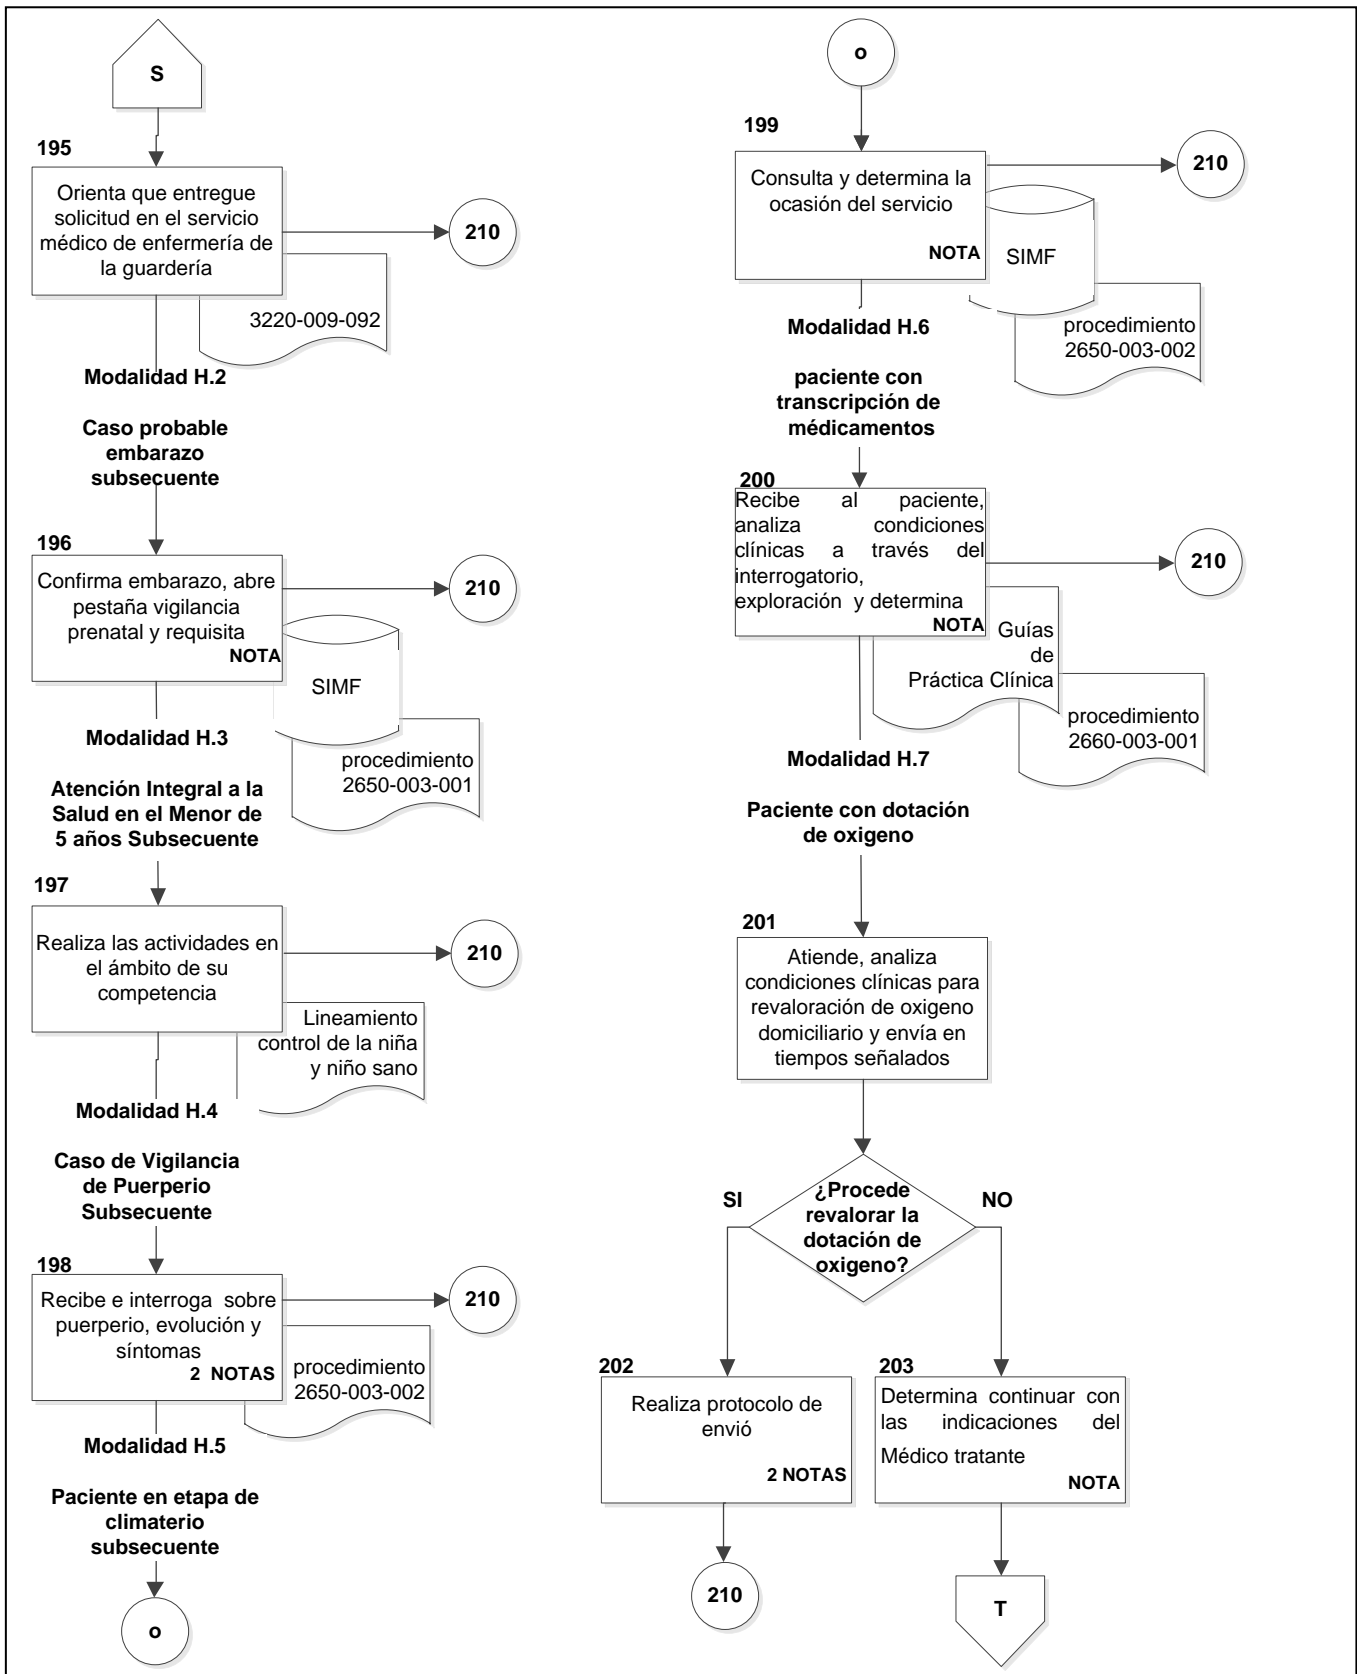 S
195
Orienta que entregue
solicitud en el servicio
médico de enfermería de
la guardería
210
3220-009-092
Modalidad H.2
Caso probable
embarazo
subsecuente
196
Confirma embarazo, abre
pestaña vigilancia
prenatal y requisita
NOTA
210
SIMF
procedimiento
2650-003-001
Modalidad H.3
Atención Integral a la
Salud en el Menor de
5 años Subsecuente
197
Realiza las actividades en
el ámbito de su
competencia
210
Lineamiento
control de la niña
y niño sano
Modalidad H.4
Caso de Vigilancia
de Puerperio
Subsecuente
198
Recibe e interroga sobre
puerperio, evolución y
síntomas
2 NOTAS
210
procedimiento
2650-003-002
Modalidad H.5
Paciente en etapa de
climaterio
subsecuente
o
o
199
Consulta y determina la
ocasión del servicio
NOTA
210
SIMF
procedimiento
2650-003-002
Modalidad H.6
paciente con
transcripción de
médicamentos
200
Recibe al paciente,
analiza condiciones
clínicas a través del
interrogatorio,
exploración y determina
NOTA
210
Guías
de
Práctica Clínica
procedimiento
2660-003-001
Modalidad H.7
Paciente con dotación
de oxigeno
201
Atiende, analiza
condiciones clínicas para
revaloración de oxigeno
domiciliario y envía en
tiempos señalados
SI
¿Procede
revalorar la
dotación de
oxigeno?
NO
202
Realiza protocolo de
envió
2 NOTAS
210
203
Determina continuar con
las indicaciones del
Médico tratante
NOTA
T